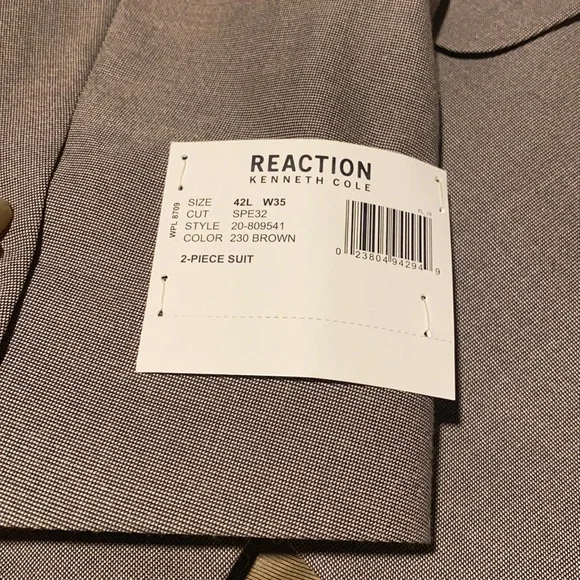 REACTION
KENNETH COLE
WPL 8709
SIZE 42L W35
CUT SPE32
STYLE 20-809541
COLOR 230 BROWN
2-PIECE SUIT
0 23804 94294 9